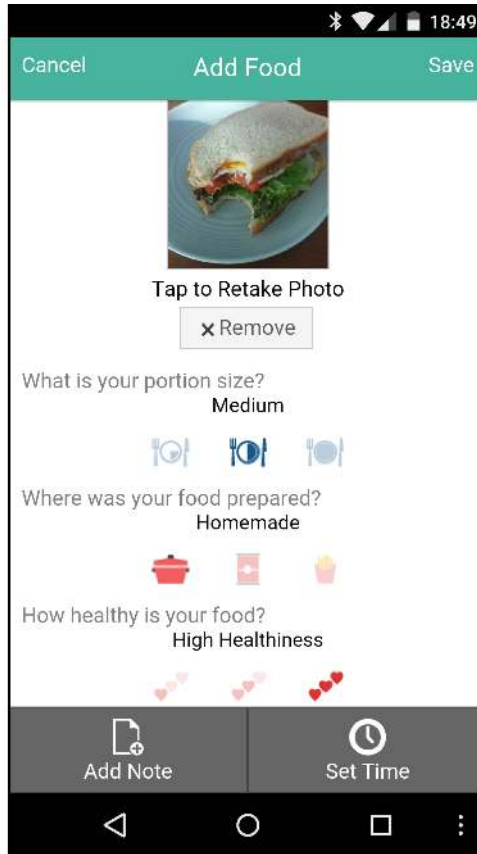 18:49
Cancel Add Food Save
Tap to Retake Photo
× Remove
What is your portion size?
Medium
Where was your food prepared?
Homemade
How healthy is your food?
High Healthiness
Add Note Set Time